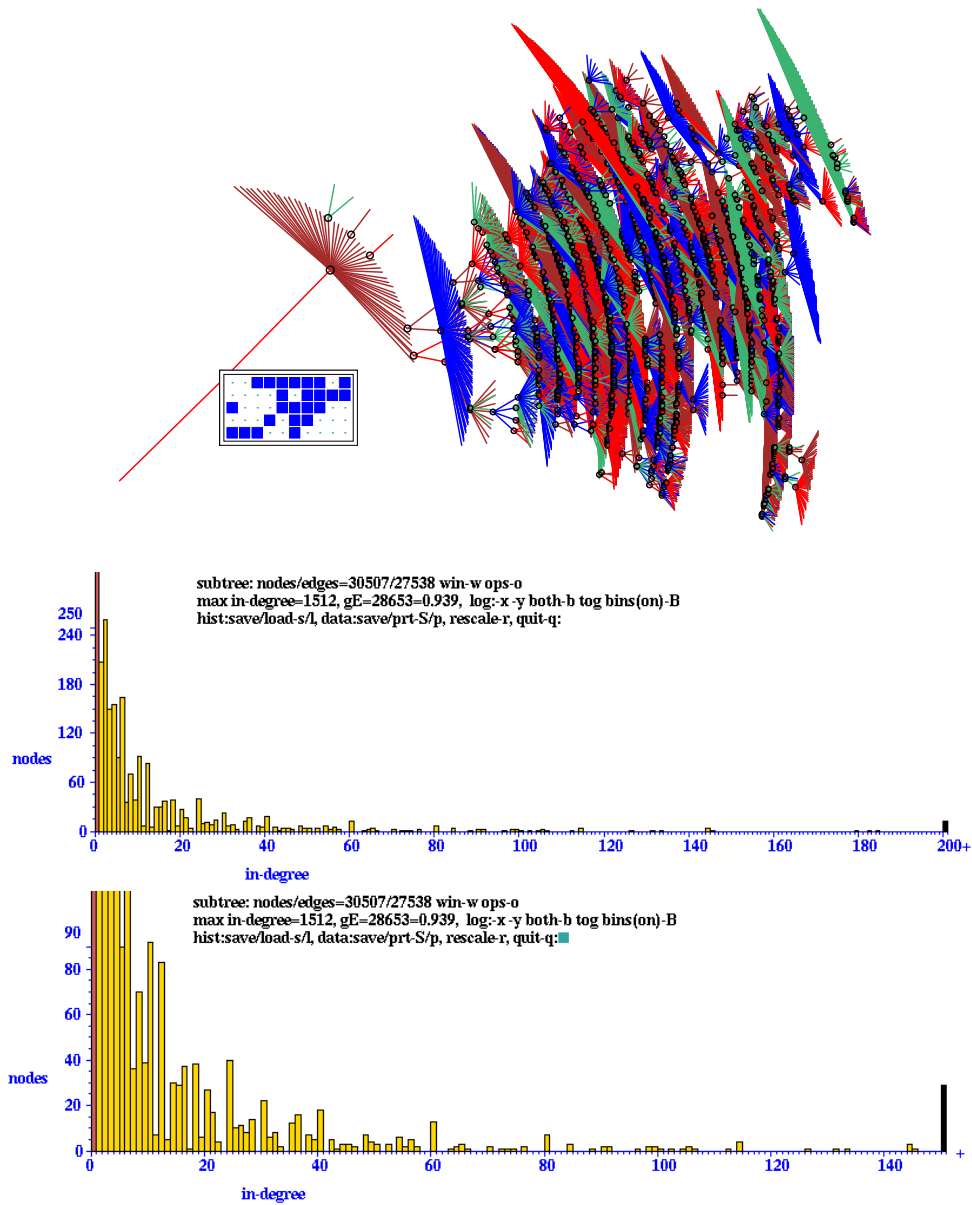 subtree: nodes/edges=30507/27538 win-w ops-o
max in-degree=1512, gE=28653=0.939, log:-x -y both-b tog bins(on)-B
hist:save/load-s/l, data:save/prt-S/p, rescale-r, quit-q:
250
240
180
120
nodes
60
0
0 20 40 60 80 100 120 140 160 180 200+
in-degree
subtree: nodes/edges=30507/27538 win-w ops-o
max in-degree=1512, gE=28653=0.939, log:-x -y both-b tog bins(on)-B
hist:save/load-s/l, data:save/prt-S/p, rescale-r, quit-q:
90
80
60
40
nodes
20
0
0 20 40 60 80 100 120 140 +
in-degree